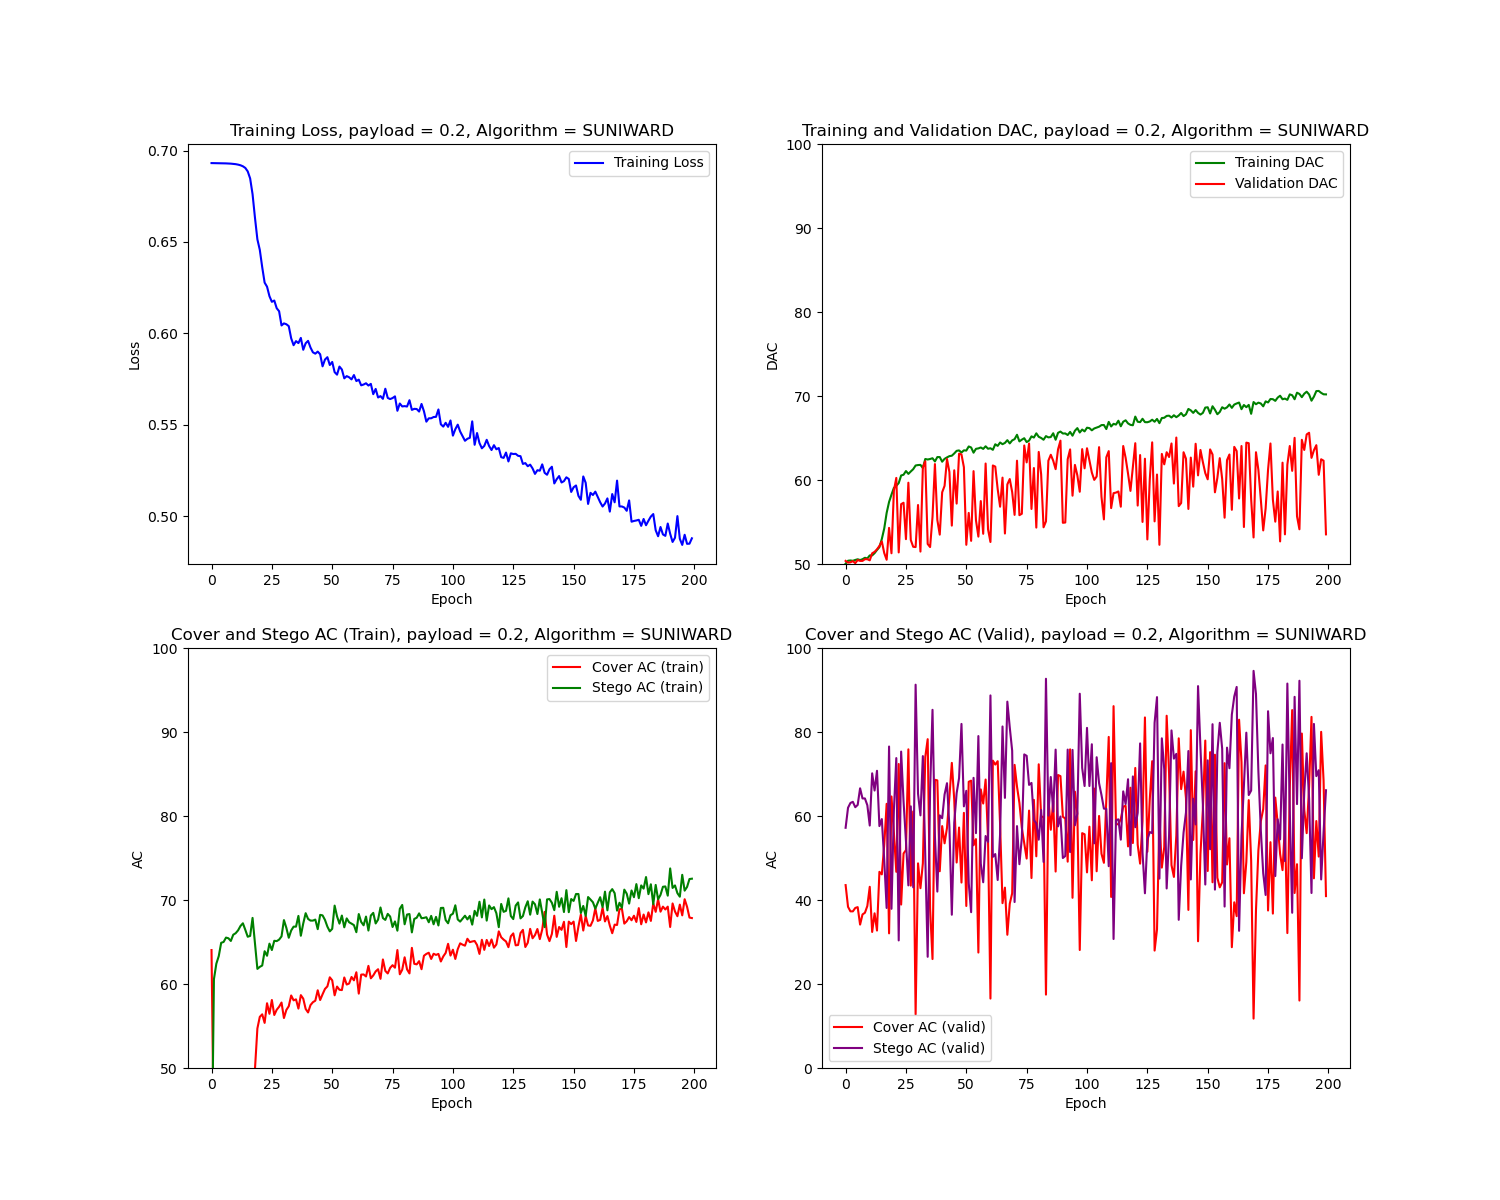 Training Loss, payload = 0.2, Algorithm = SUNIWARD
Training Loss
0.70
0.65
0.60
0.55
0.50
Loss
0 25 50 75 100 125 150 175 200
Epoch
Training and Validation DAC, payload = 0.2, Algorithm = SUNIWARD
Training DAC
Validation DAC
100
90
80
70
60
50
DAC
0 25 50 75 100 125 150 175 200
Epoch
Cover and Stego AC (Train), payload = 0.2, Algorithm = SUNIWARD
Cover AC (train)
Stego AC (train)
100
90
80
70
60
50
AC
0 25 50 75 100 125 150 175 200
Epoch
Cover and Stego AC (Valid), payload = 0.2, Algorithm = SUNIWARD
100
80
60
40
20
0
AC
Cover AC (valid)
Stego AC (valid)
0 25 50 75 100 125 150 175 200
Epoch